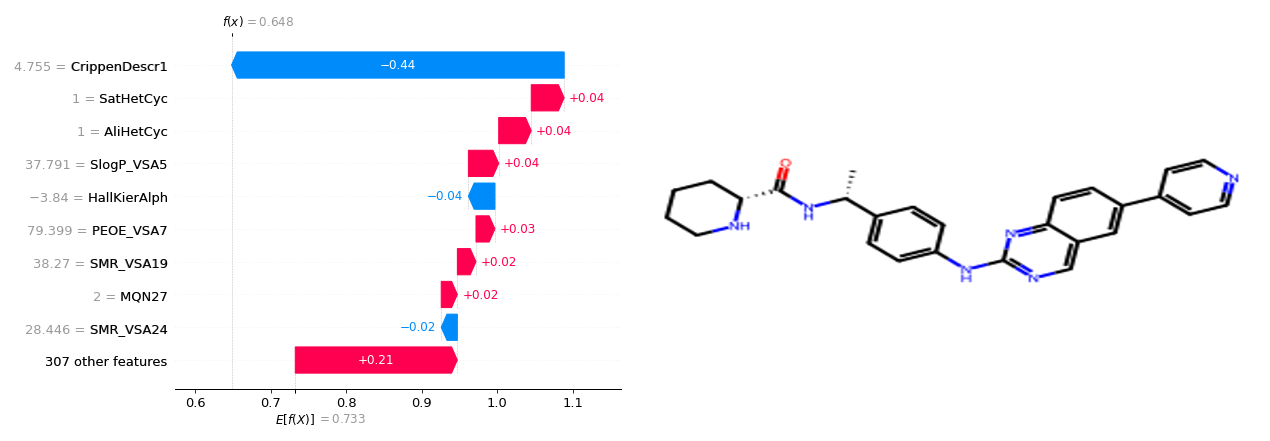 f(x) = 0.648
4.755 = CrippenDescr1
−0.44
1 = SatHetCyc
+0.04
1 = AliHetCyc
+0.04
37.791 = SlogP_VSA5
+0.04
−3.84 = HallKierAlph
−0.04
79.399 = PEOE_VSA7
+0.03
38.27 = SMR_VSA19
+0.02
2 = MQN27
+0.02
28.446 = SMR_VSA24
−0.02
307 other features
+0.21
0.6 0.7 0.8 0.9 1.0 1.1
E[f(X)] = 0.733
O
N
H
NH
N
H
N
N
N